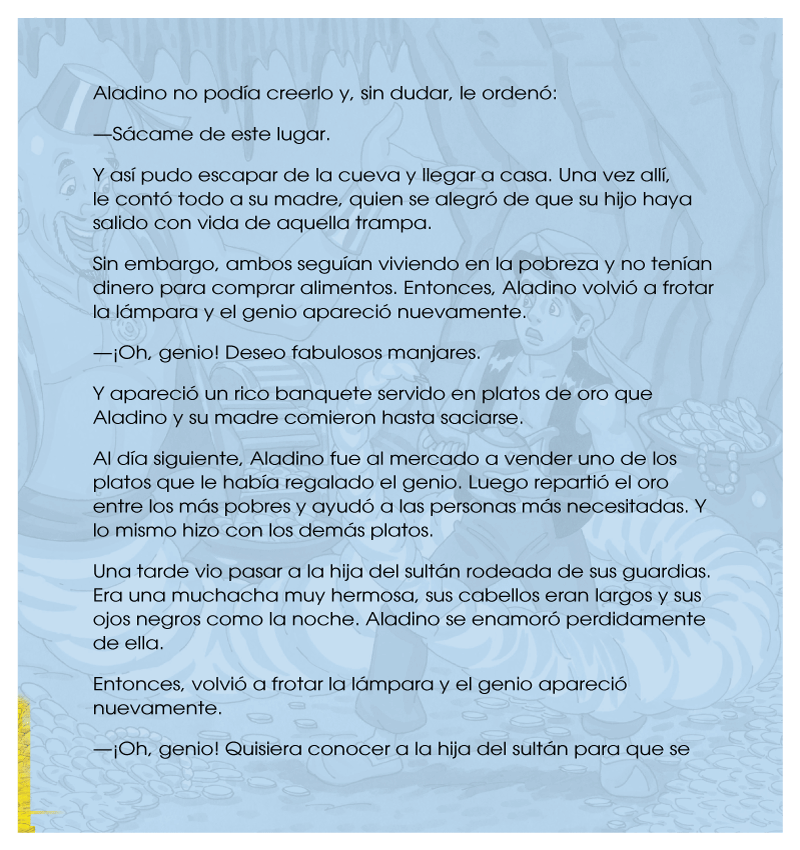 Aladino no podía creerlo y, sin dudar, le ordenó:
—Sácame de este lugar.
Y así pudo escapar de la cueva y llegar a casa. Una vez allí,
le contó todo a su madre, quien se alegró de que su hijo haya
salido con vida de aquella trampa.
Sin embargo, ambos seguían viviendo en la pobreza y no tenían
dinero para comprar alimentos. Entonces, Aladino volvió a frotar
la lámpara y el genio apareció nuevamente.
—¡Oh, genio! Deseo fabulosos manjares.
Y apareció un rico banquete servido en platos de oro que
Aladino y su madre comieron hasta saciarse.
Al día siguiente, Aladino fue al mercado a vender uno de los
platos que le había regalado el genio. Luego repartió el oro
entre los más pobres y ayudó a las personas más necesitadas. Y
lo mismo hizo con los demás platos.
Una tarde vio pasar a la hija del sultán rodeada de sus guardias.
Era una muchacha muy hermosa, sus cabellos eran largos y sus
ojos negros como la noche. Aladino se enamoró perdidamente
de ella.
Entonces, volvió a frotar la lámpara y el genio apareció
nuevamente.
—¡Oh, genio! Quisiera conocer a la hija del sultán para que se